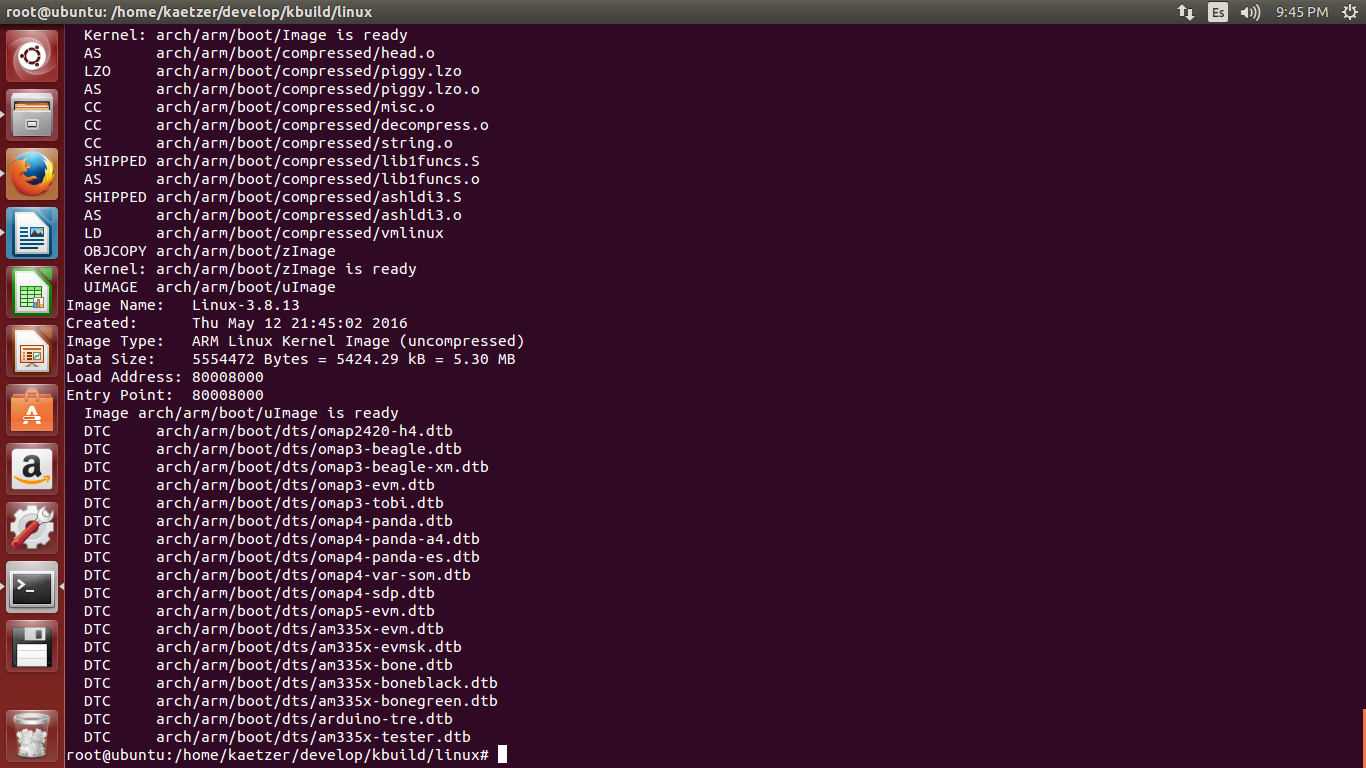 root@ubuntu: /home/kaetzer/develop/kbuild/linux
Es
9:45 PM
Kernel: arch/arm/boot/Image is ready
AS      arch/arm/boot/compressed/head.o
LZO     arch/arm/boot/compressed/piggy.lzo
AS      arch/arm/boot/compressed/piggy.lzo.o
CC      arch/arm/boot/compressed/misc.o
CC      arch/arm/boot/compressed/decompress.o
CC      arch/arm/boot/compressed/string.o
SHIPPED arch/arm/boot/compressed/lib1funcs.S
AS      arch/arm/boot/compressed/lib1funcs.o
SHIPPED arch/arm/boot/compressed/ashldi3.S
AS      arch/arm/boot/compressed/ashldi3.o
LD      arch/arm/boot/compressed/vmlinux
OBJCOPY arch/arm/boot/zImage
Kernel: arch/arm/boot/zImage is ready
UIMAGE  arch/arm/boot/uImage
Image Name:   Linux-3.8.13
Created:      Thu May 12 21:45:02 2016
Image Type:   ARM Linux Kernel Image (uncompressed)
Data Size:    5554472 Bytes = 5424.29 kB = 5.30 MB
Load Address: 80008000
Entry Point:  80008000
Image arch/arm/boot/uImage is ready
DTC     arch/arm/boot/dts/omap2420-h4.dtb
DTC     arch/arm/boot/dts/omap3-beagle.dtb
DTC     arch/arm/boot/dts/omap3-beagle-xm.dtb
DTC     arch/arm/boot/dts/omap3-evm.dtb
DTC     arch/arm/boot/dts/omap3-tobi.dtb
DTC     arch/arm/boot/dts/omap4-panda.dtb
DTC     arch/arm/boot/dts/omap4-panda-a4.dtb
DTC     arch/arm/boot/dts/omap4-panda-es.dtb
DTC     arch/arm/boot/dts/omap4-var-som.dtb
DTC     arch/arm/boot/dts/omap4-sdp.dtb
DTC     arch/arm/boot/dts/omap5-evm.dtb
DTC     arch/arm/boot/dts/am335x-evm.dtb
DTC     arch/arm/boot/dts/am335x-evmsk.dtb
DTC     arch/arm/boot/dts/am335x-bone.dtb
DTC     arch/arm/boot/dts/am335x-boneblack.dtb
DTC     arch/arm/boot/dts/am335x-bonegreen.dtb
DTC     arch/arm/boot/dts/arduino-tre.dtb
DTC     arch/arm/boot/dts/am335x-tester.dtb
root@ubuntu:/home/kaetzer/develop/kbuild/linux#